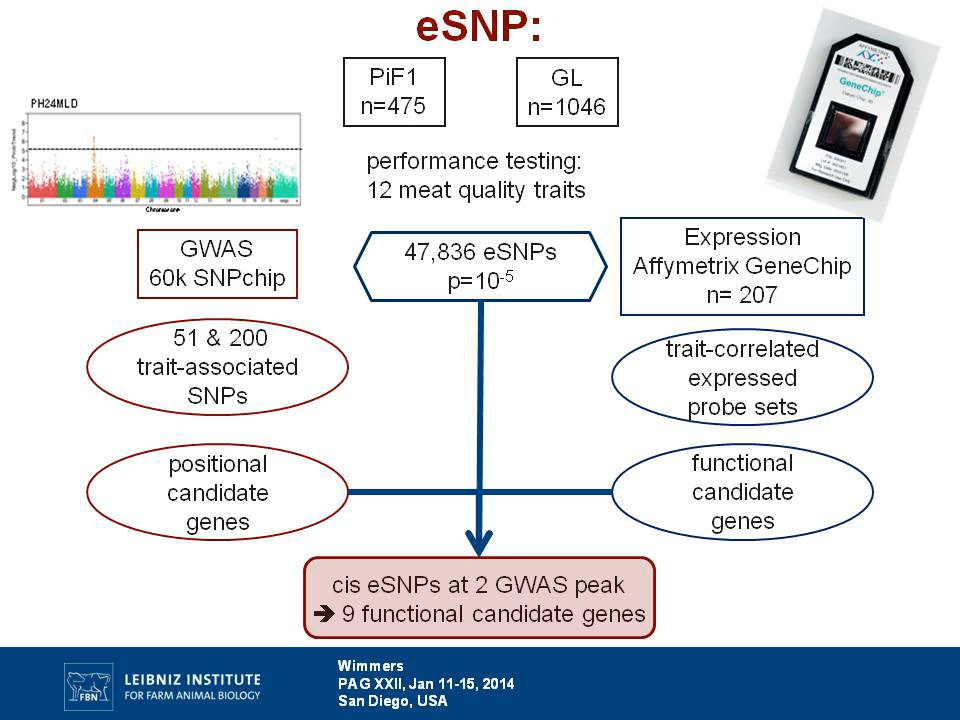 eSNP:
PiF1
n=475
GL
n=1046
PH24MLD
performance testing:
12 meat quality traits
AFFYMETRIX
GeneChip®
GWAS
60k SNPchip
47,836 eSNPs
p=10⁻⁵
Expression
Affymetrix GeneChip
n= 207
51 & 200
trait-associated
SNPs
trait-correlated
expressed
probe sets
positional
candidate
genes
functional
candidate
genes
cis eSNPs at 2 GWAS peak
➔ 9 functional candidate genes
FBN
LEIBNIZ INSTITUTE
FOR FARM ANIMAL BIOLOGY
Wimmers
PAG XXII, Jan 11-15, 2014
San Diego, USA